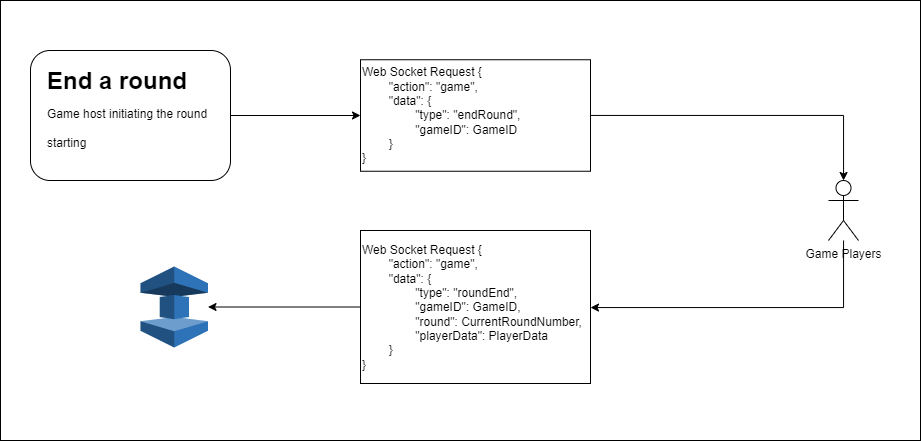 End a round
Game host initiating the round
starting
Web Socket Request {
"action": "game",
"data": {
"type": "endRound",
"gameID": GameID
}
}
Game Players
Web Socket Request {
"action": "game",
"data": {
"type": "roundEnd",
"gameID": GameID,
"round": CurrentRoundNumber,
"playerData": PlayerData
}
}